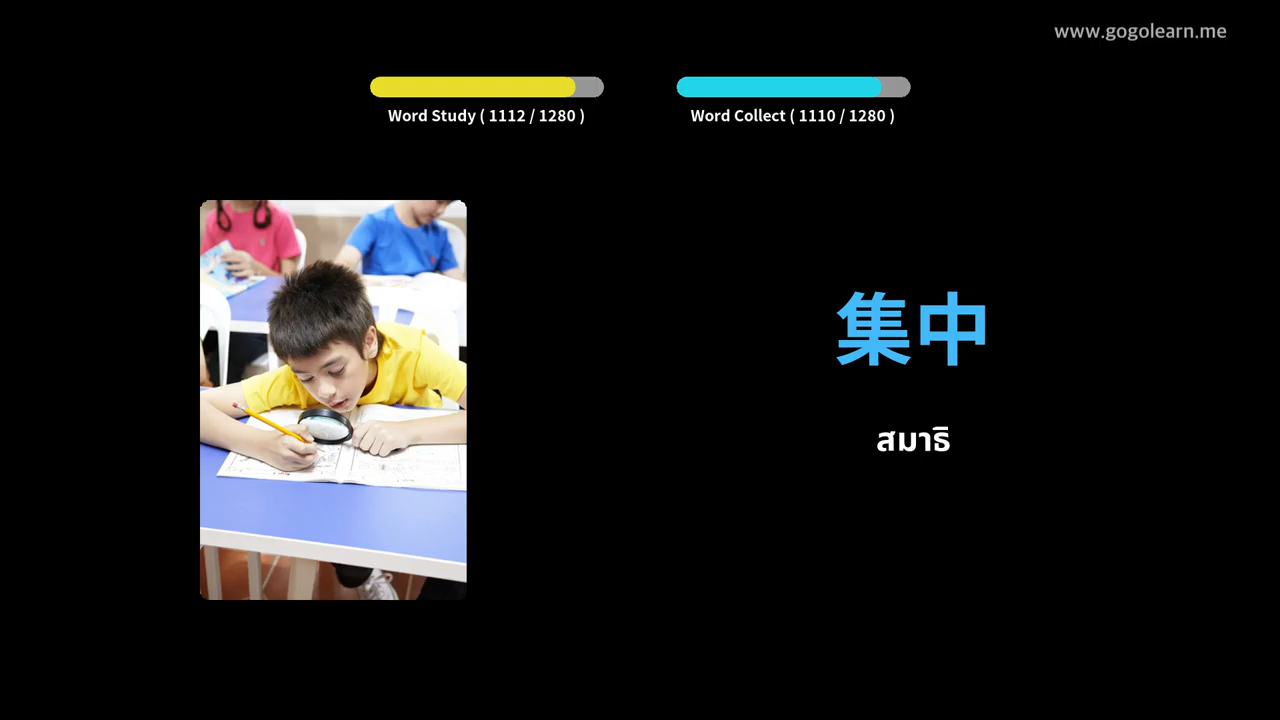 www.gogolearn.me
Word Study ( 1112 / 1280 )
Word Collect ( 1110 / 1280 )
集中
สมาธิ